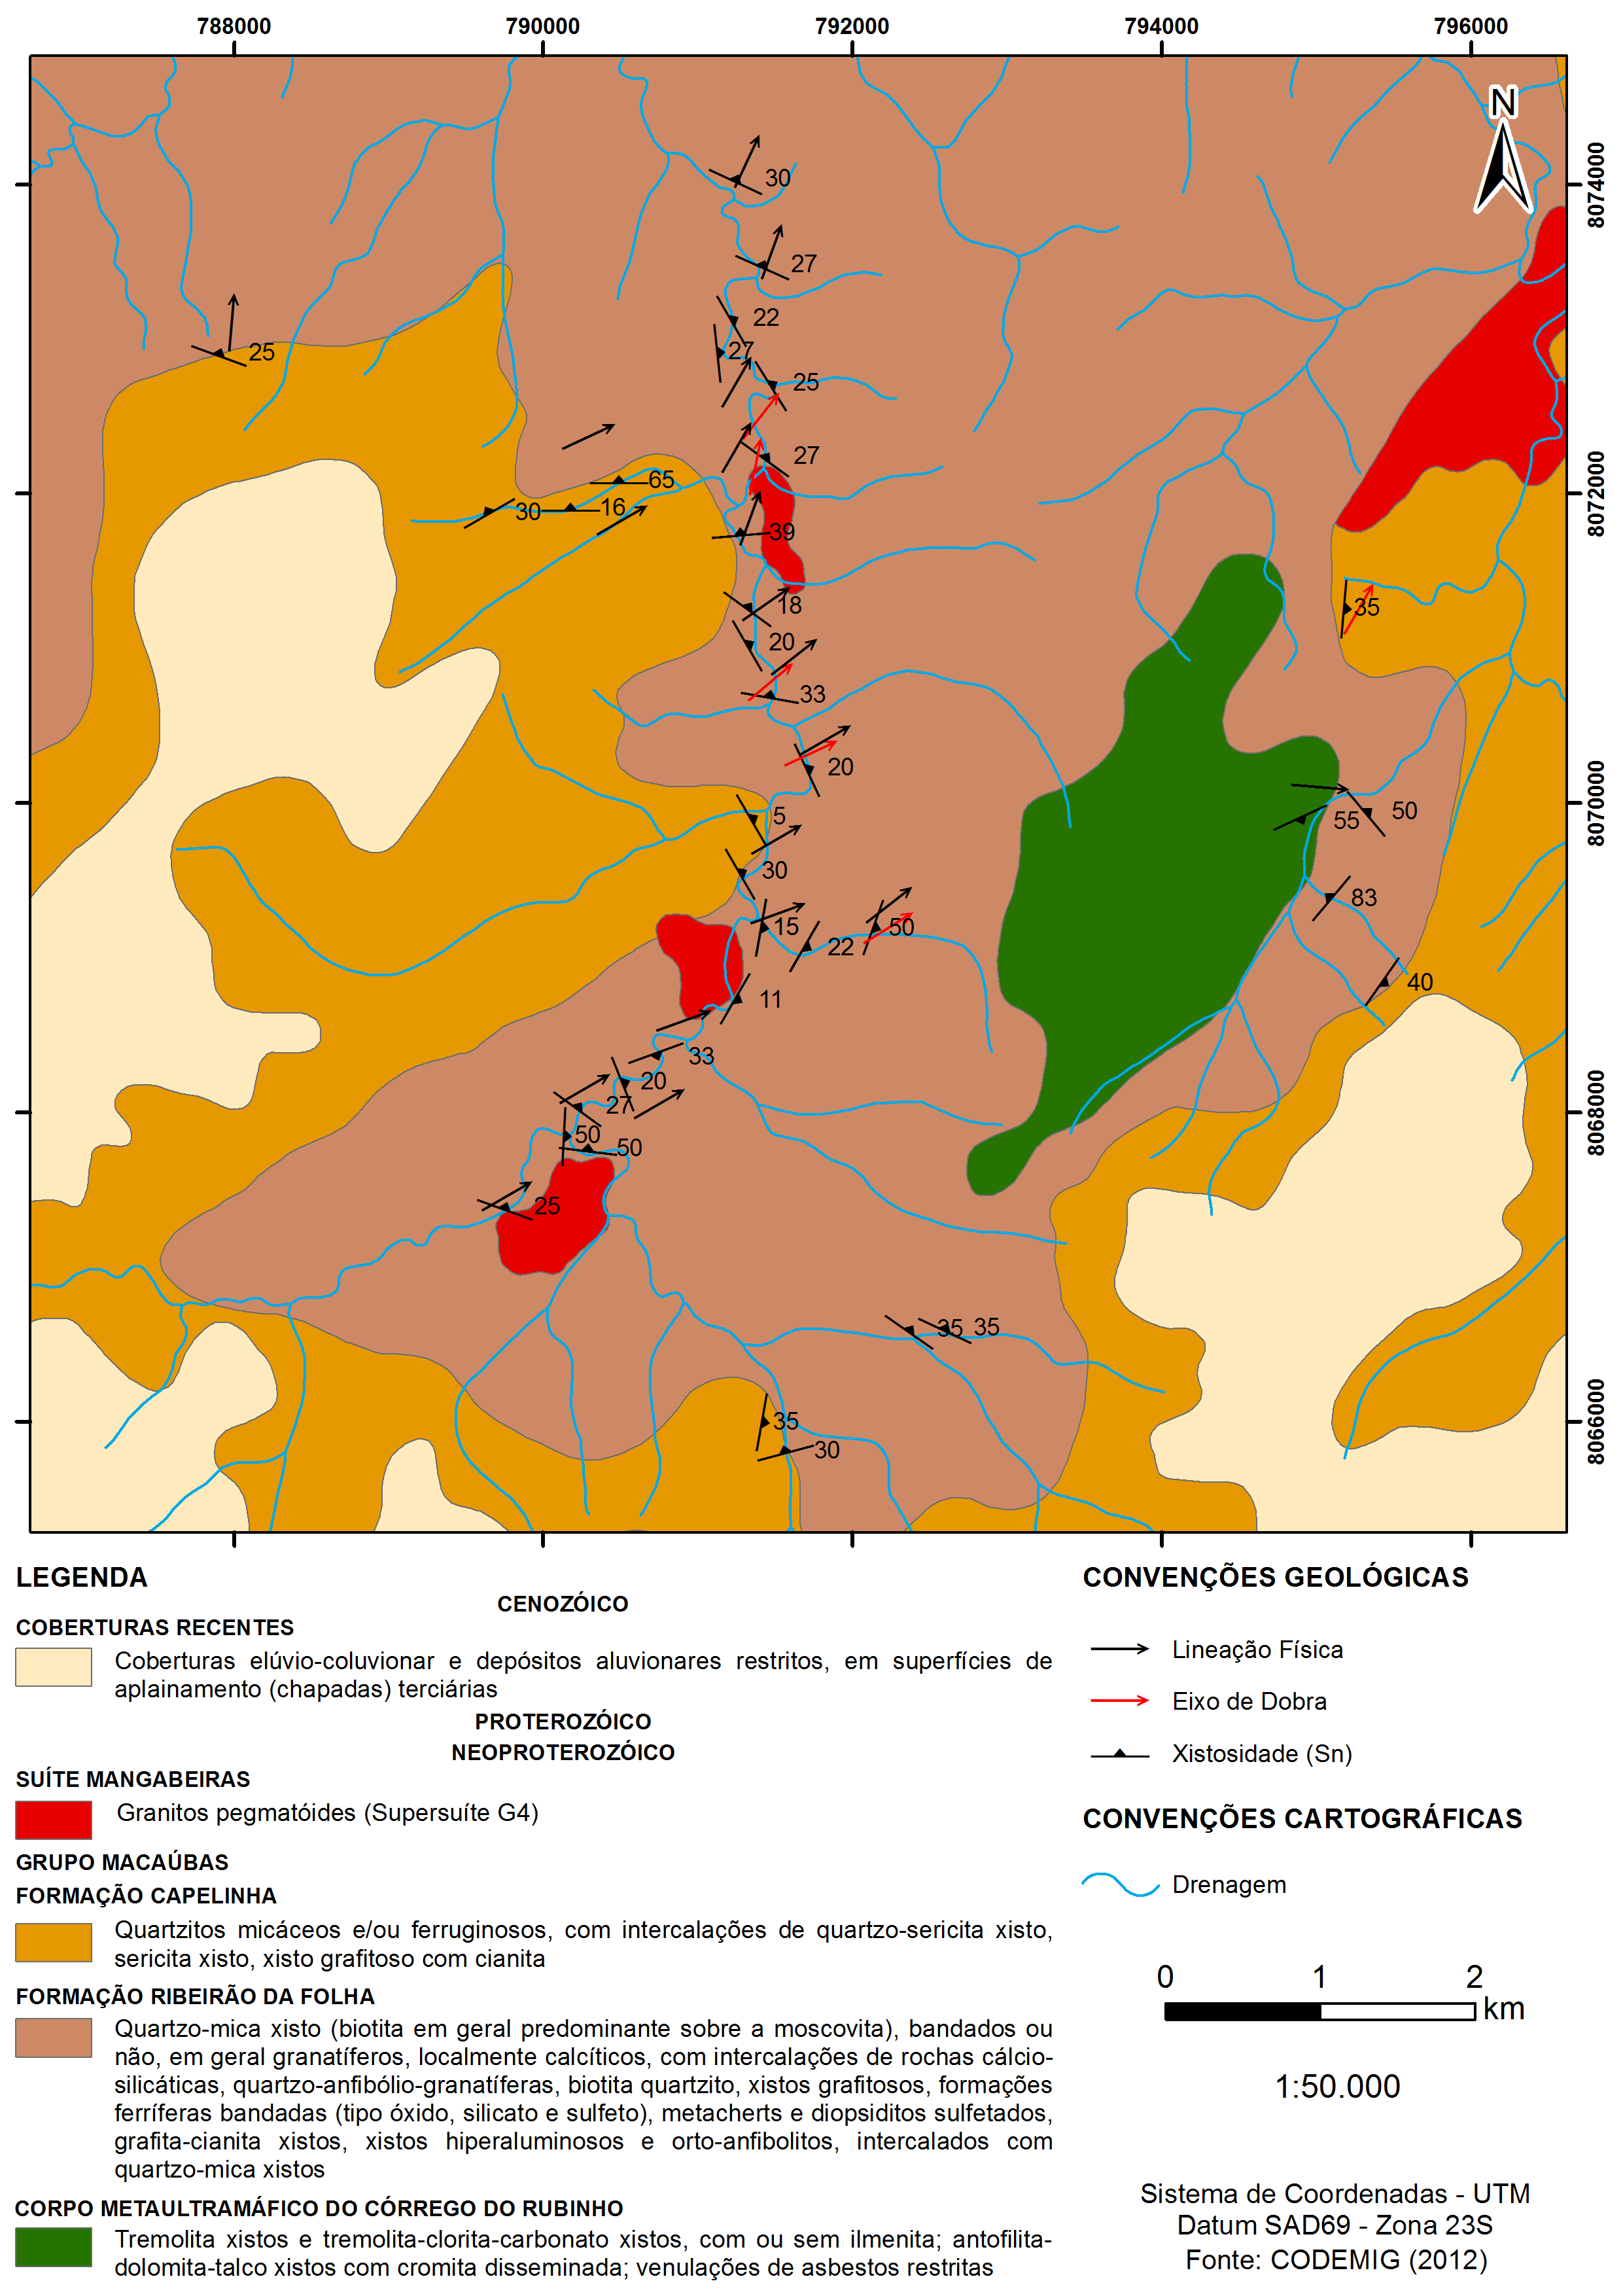 788000 790000 792000 794000 796000
N
8074000
8072000
8070000
8068000
8066000
30
27
22
27
25
25
27
65
30
16
39
18
35
20
33
20
50
55
5
30
83
15
50
22
40
11
33
20
27
50
50
25
35
35
35
30
LEGENDA
CENOZÓICO
COBERTURAS RECENTES
Coberturas elúvio-coluvionar e depósitos aluvionares restritos, em superfícies de
aplainamento (chapadas) terciárias
PROTEROZÓICO
NEOPROTEROZÓICO
SUÍTE MANGABEIRAS
Granitos pegmatóides (Supersuíte G4)
GRUPO MACAÚBAS
FORMAÇÃO CAPELINHA
Quartzitos micáceos e/ou ferruginosos, com intercalações de quartzo-sericita xisto,
sericita xisto, xisto grafitoso com cianita
FORMAÇÃO RIBEIRÃO DA FOLHA
Quartzo-mica xisto (biotita em geral predominante sobre a moscovita), bandados ou
não, em geral granatíferos, localmente calcíticos, com intercalações de rochas cálcio-
silicáticas, quartzo-anfibólio-granatíferas, biotita quartzito, xistos grafitosos, formações
ferríferas bandadas (tipo óxido, silicato e sulfeto), metacherts e diopsiditos sulfetados,
grafita-cianita xistos, xistos hiperaluminosos e orto-anfibolitos, intercalados com
quartzo-mica xistos
CORPO METAULTRAMÁFICO DO CÓRREGO DO RUBINHO
Tremolita xistos e tremolita-clorita-carbonato xistos, com ou sem ilmenita; antofilita-
dolomita-talco xistos com cromita disseminada; venulações de asbestos restritas
CONVENÇÕES GEOLÓGICAS
Lineação Física
Eixo de Dobra
Xistosidade (Sn)
CONVENÇÕES CARTOGRÁFICAS
Drenagem
0 1 2
km
1:50.000
Sistema de Coordenadas - UTM
Datum SAD69 - Zona 23S
Fonte: CODEMIG (2012)